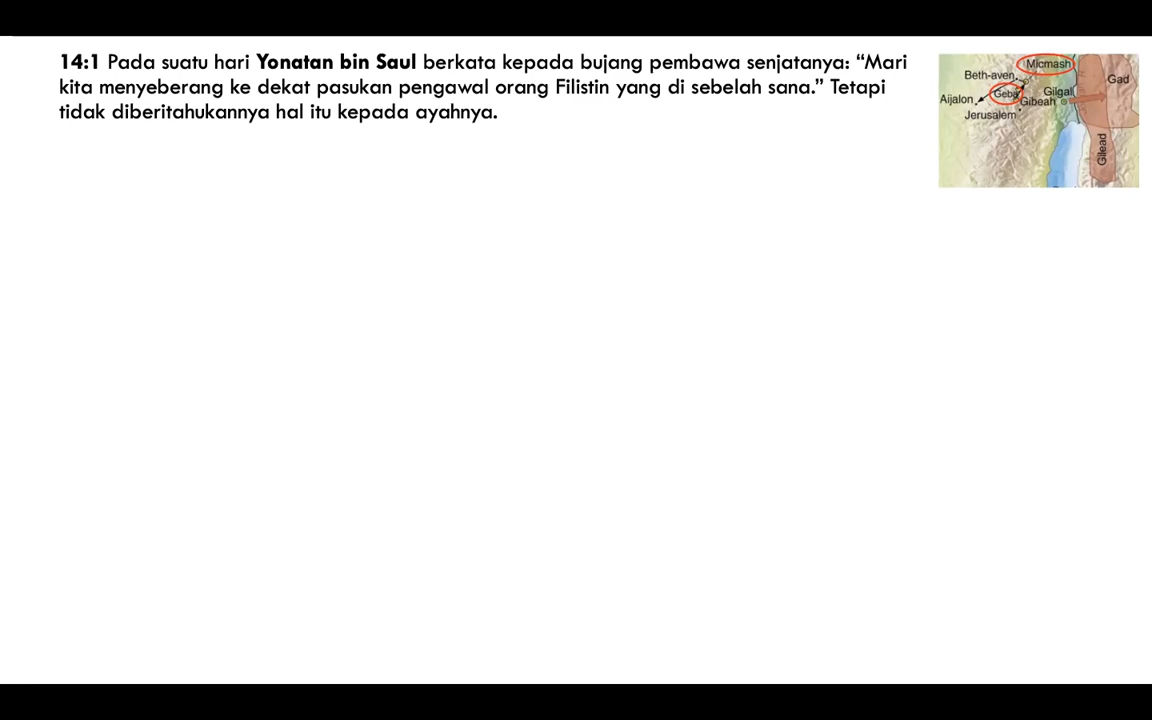 14:1 Pada suatu hari Yonatan bin Saul berkata kepada bujang pembawa senjatanya: “Mari
kita menyeberang ke dekat pasukan pengawal orang Filistin yang di sebelah sana.” Tetapi
tidak diberitahukannya hal itu kepada ayahnya.
Micmash
Beth-aven
Gad
Geba
Gilgal
Aijalon
Gibeah
Jerusalem
Gilead